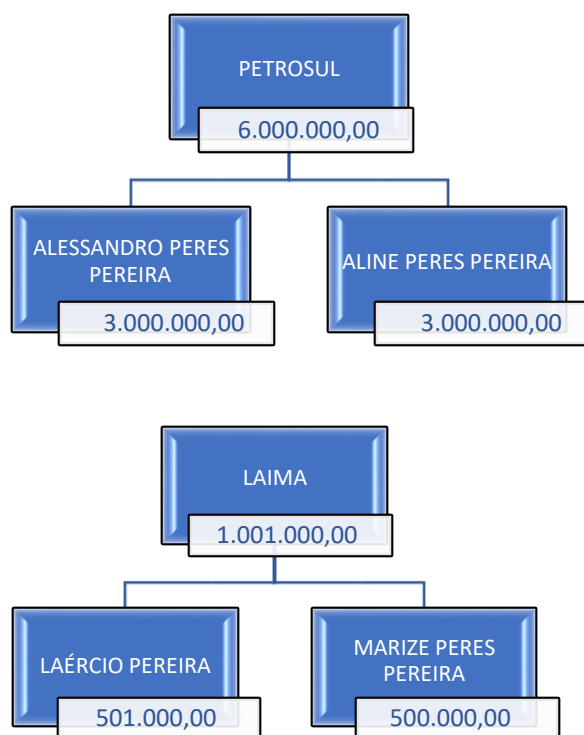 PETROSUL
6.000.000,00
ALESSANDRO PERES
PEREIRA
3.000.000,00
ALINE PERES PEREIRA
3.000.000,00
LAIMA
1.001.000,00
LAÉRCIO PEREIRA
501.000,00
MARIZE PERES
PEREIRA
500.000,00